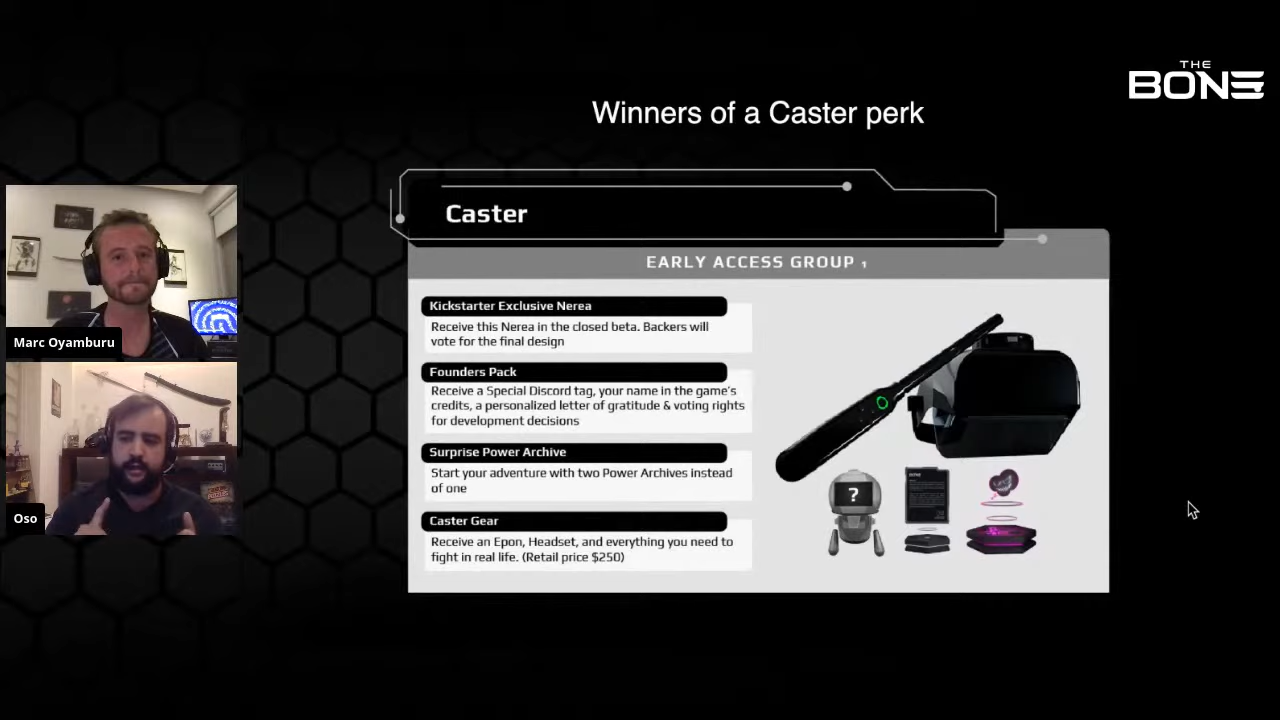 THE
BONE
Winners of a Caster perk
Caster
EARLY ACCESS GROUP 1
Kickstarter Exclusive Nerea
Receive this Nerea in the closed beta. Backers will
vote for the final design
Founders Pack
Receive a Special Discord tag, your name in the game's
credits, a personalized letter of gratitude & voting rights
for development decisions
Surprise Power Archive
Start your adventure with two Power Archives instead
of one
Caster Gear
Receive an Epon, Headset, and everything you need to
fight in real life. (Retail price $250)
?
Marc Oyamburu
Oso